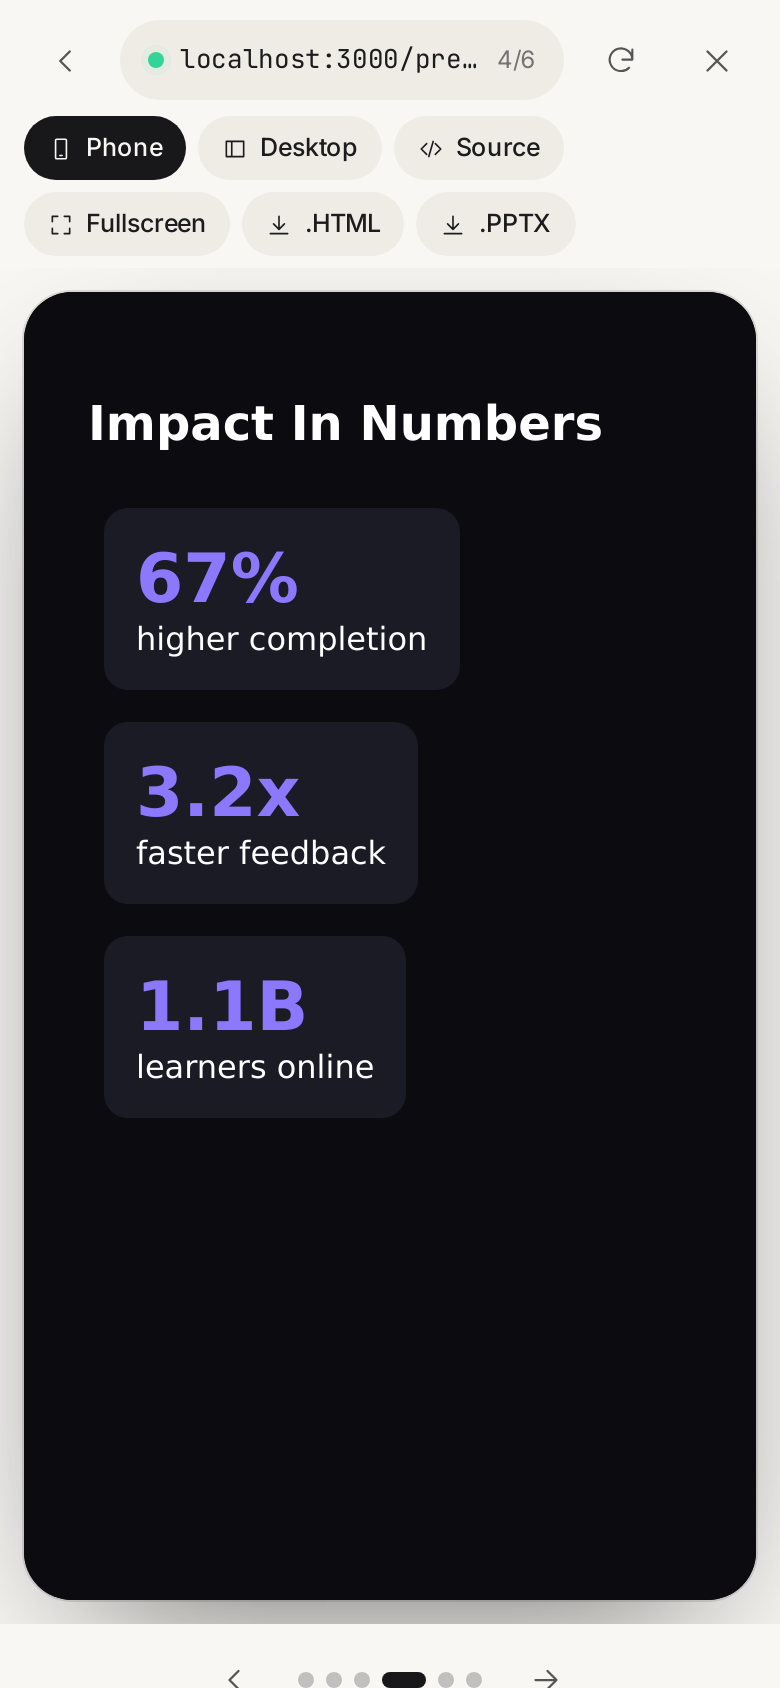 localhost:3000/pre… 4/6
Phone Desktop Source
Fullscreen .HTML .PPTX
Impact In Numbers
67%
higher completion
3.2x
faster feedback
1.1B
learners online